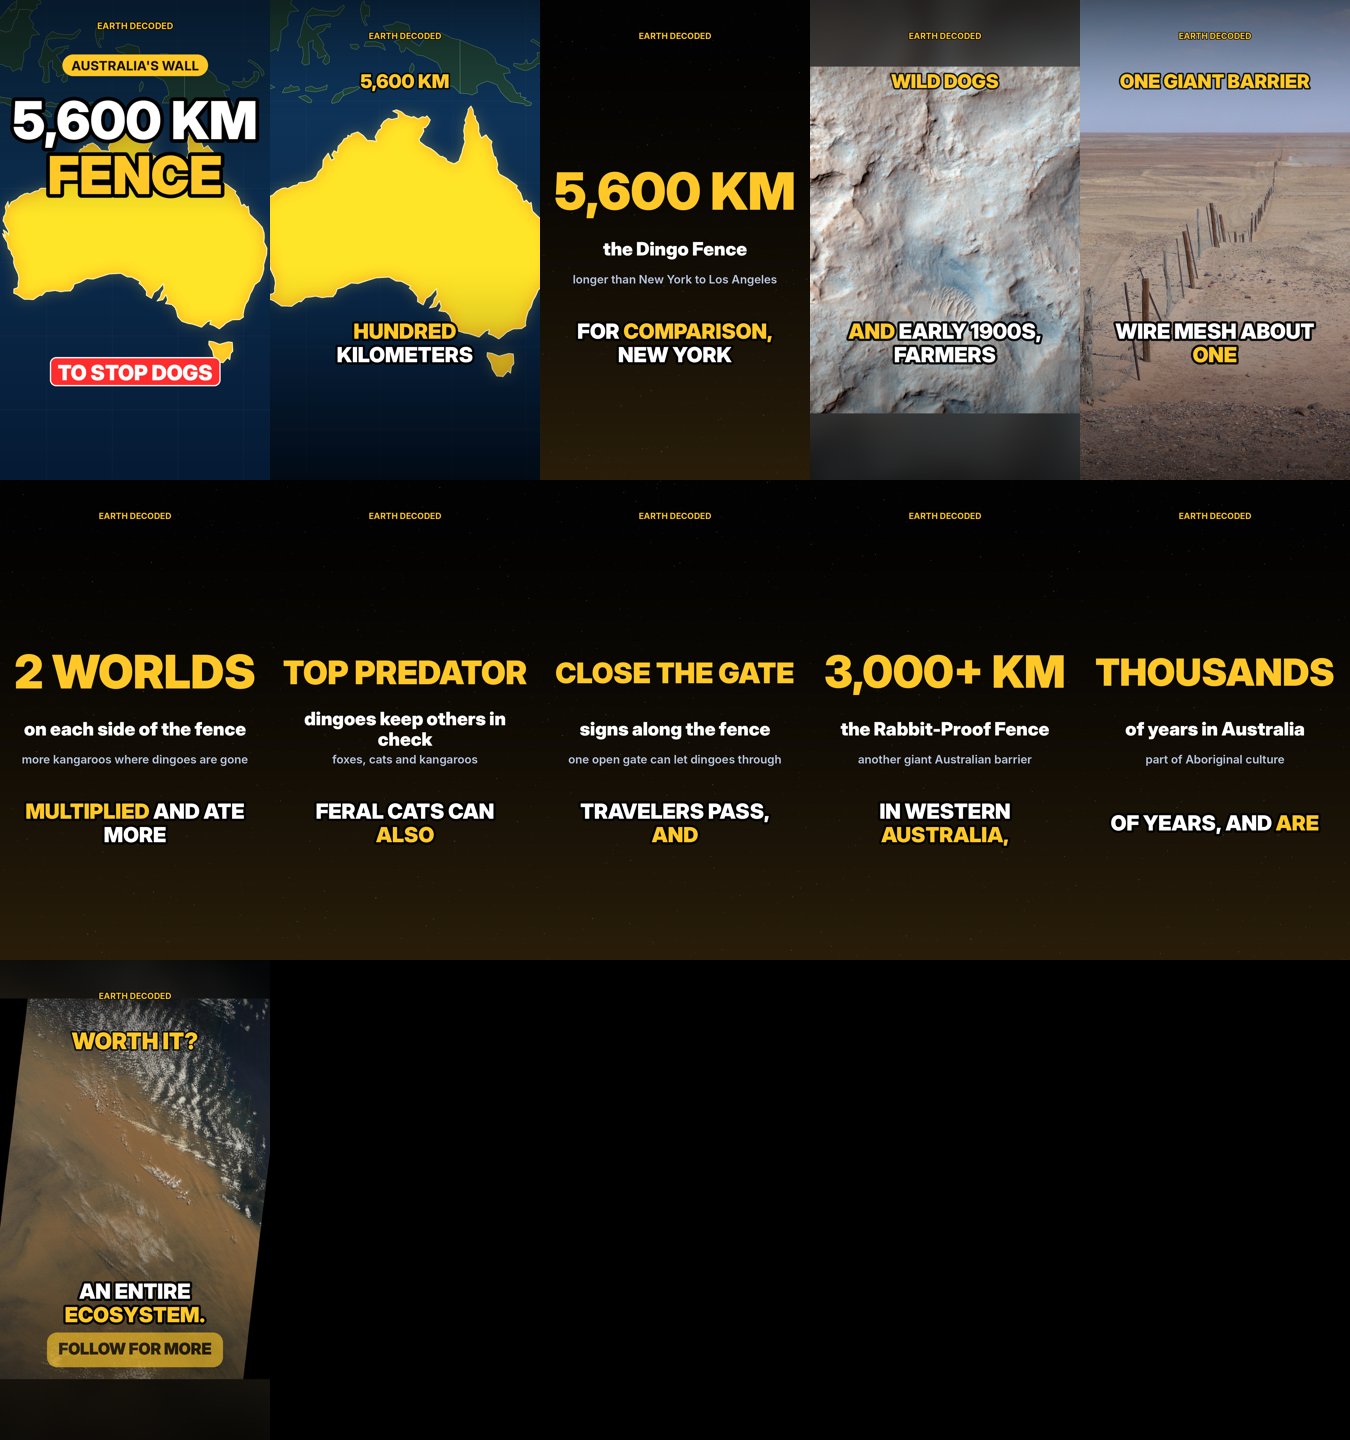 EARTH DECODED
AUSTRALIA'S WALL
5,600 KM
FENCE
TO STOP DOGS
EARTH DECODED
5,600 KM
HUNDRED
KILOMETERS
EARTH DECODED
5,600 KM
the Dingo Fence
longer than New York to Los Angeles
FOR COMPARISON,
NEW YORK
EARTH DECODED
WILD DOGS
AND EARLY 1900S,
FARMERS
EARTH DECODED
ONE GIANT BARRIER
WIRE MESH ABOUT
ONE
EARTH DECODED
2 WORLDS
on each side of the fence
more kangaroos where dingoes are gone
MULTIPLIED AND ATE
MORE
EARTH DECODED
TOP PREDATOR
dingoes keep others in
check
foxes, cats and kangaroos
FERAL CATS CAN
ALSO
EARTH DECODED
CLOSE THE GATE
signs along the fence
one open gate can let dingoes through
TRAVELERS PASS,
AND
EARTH DECODED
3,000+ KM
the Rabbit-Proof Fence
another giant Australian barrier
IN WESTERN
AUSTRALIA,
EARTH DECODED
THOUSANDS
of years in Australia
part of Aboriginal culture
OF YEARS, AND ARE
EARTH DECODED
WORTH IT?
AN ENTIRE
ECOSYSTEM.
FOLLOW FOR MORE